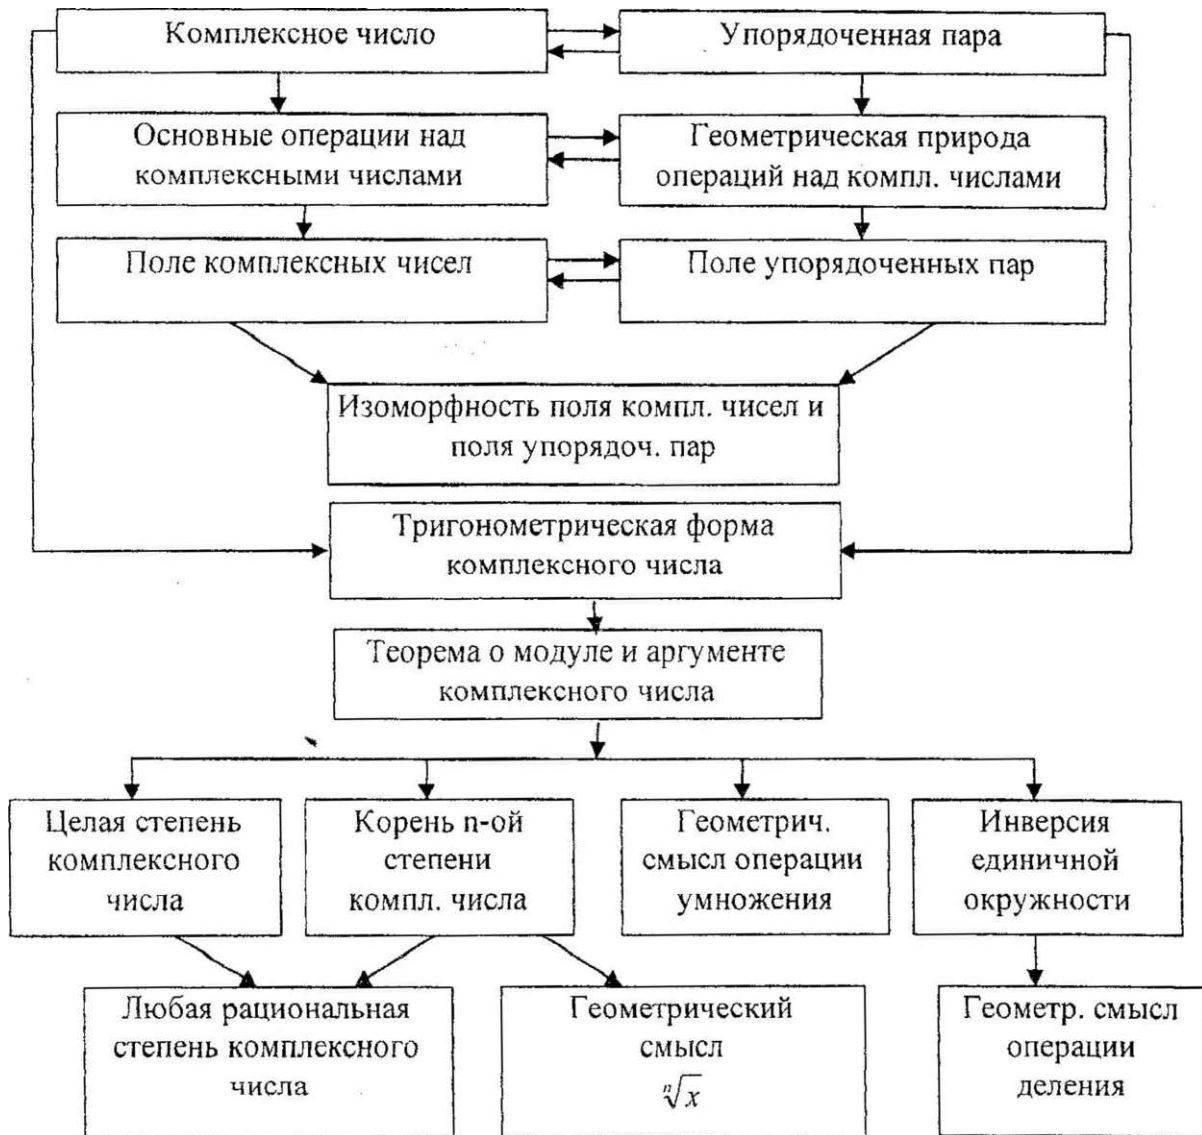 Комплексное число
Упорядоченная пара
Основные операции над
комплексными числами
Геометрическая природа
операций над компл. числами
Поле комплексных чисел
Поле упорядоченных пар
Изоморфность поля компл. чисел и
поля упорядоч. пар
Тригонометрическая форма
комплексного числа
Теорема о модуле и аргументе
комплексного числа
Целая степень
комплексного
числа
Корень n-ой
степени
компл. числа
Геометрич.
смысл операции
умножения
Инверсия
единичной
окружности
Любая рациональная
степень комплексного
числа
Геометрический
смысл
$\sqrt[n]{x}$
Геометр. смысл
операции
деления